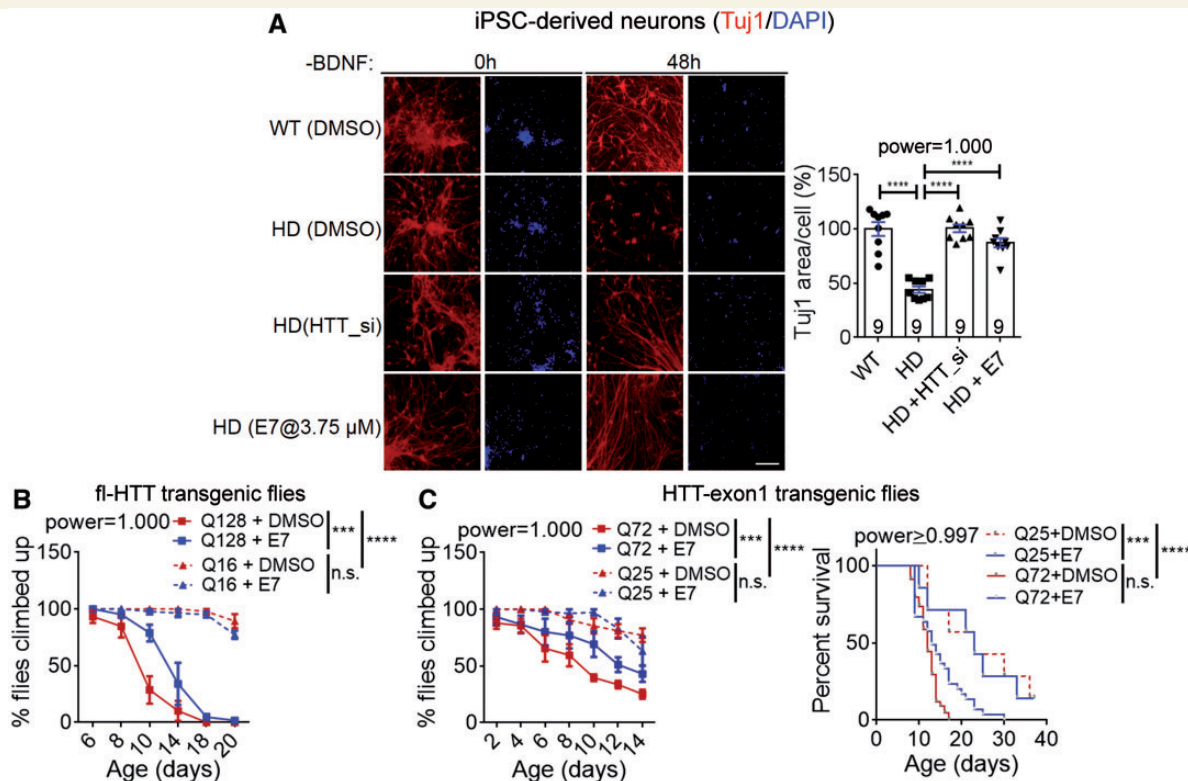 A
iPSC-derived neurons (Tuj1/DAPI)
-BDNF: 0h 48h
WT (DMSO)
HD (DMSO)
HD(HTT_si)
HD (E7@3.75 µM)
power=1.000
****
**** ****
Tuj1 area/cell (%)
150
100
50
0
9 9 9 9
WT HD HD+HTT_si HD + E7
B fl-HTT transgenic flies
power=1.000
Q128 + DMSO
Q128 + E7
Q16 + DMSO
Q16 + E7
*** ****
n.s.
% flies climbed up
100
50
0
6 8 10 14 18 20
Age (days)
C HTT-exon1 transgenic flies
power=1.000
Q72 + DMSO
Q72 + E7
Q25 + DMSO
Q25 + E7
*** ****
n.s.
% flies climbed up
100
50
0
2 4 6 8 10 12 14
Age (days)
power≥0.997
Q25+DMSO
Q25+E7
Q72+DMSO
Q72+E7
*** ****
n.s.
Percent survival
100
50
0
0 10 20 30 40
Age (days)